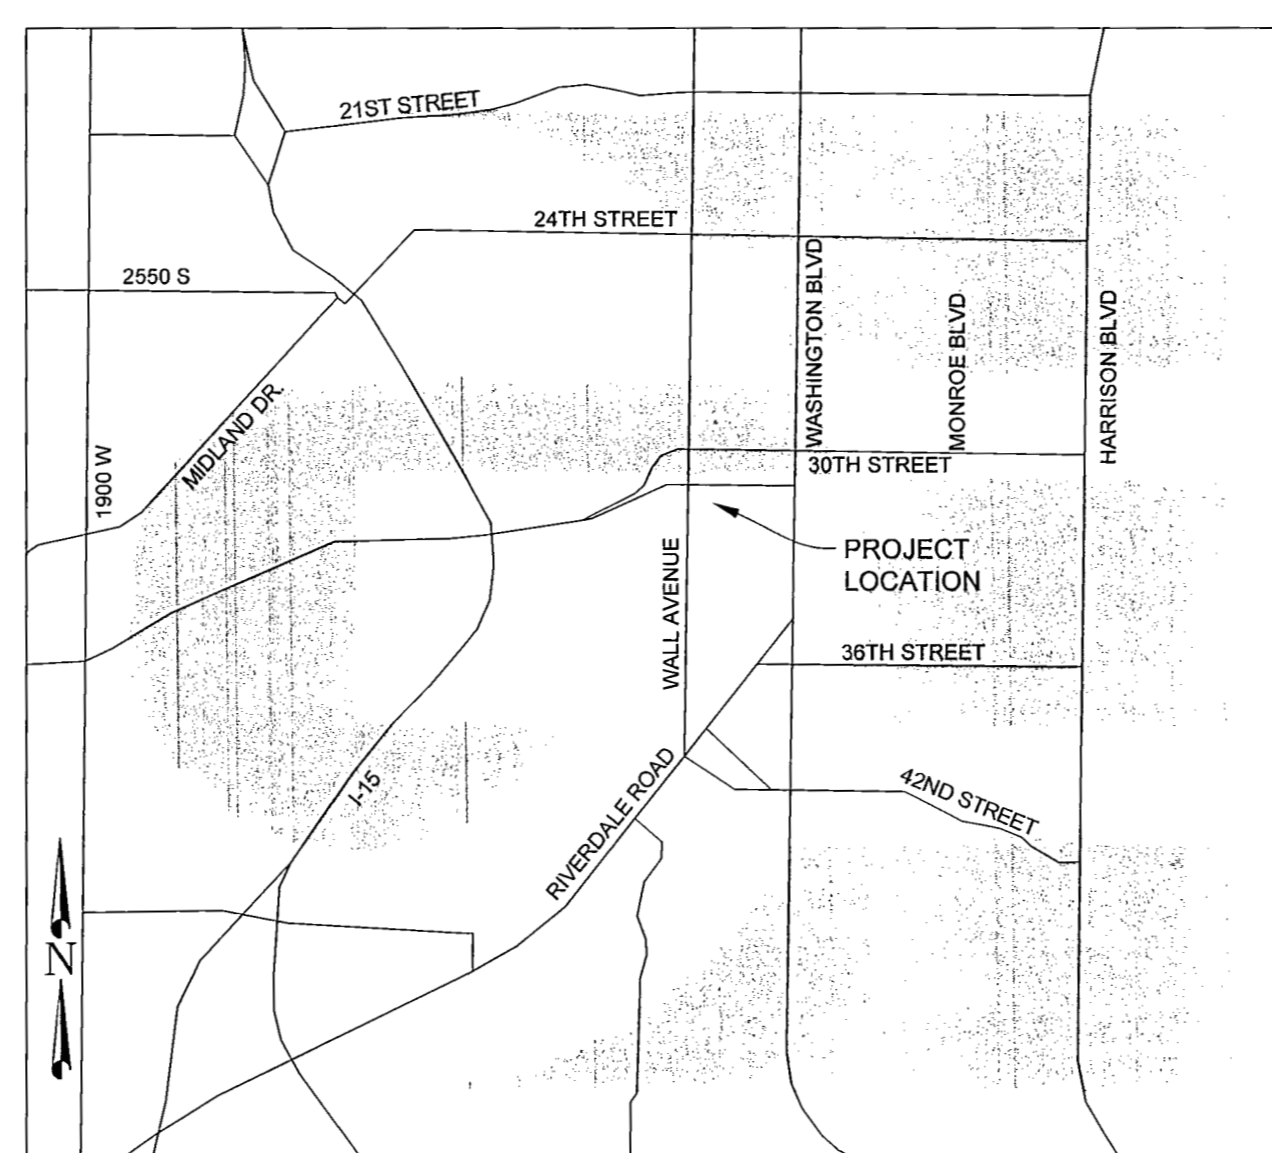 21ST STREET
24TH STREET
2550 S
WASHINGTON BLVD
MONROE BLVD
HARRISON BLVD
MIDLAND DR.
1900 W
30TH STREET
PROJECT
LOCATION
WALL AVENUE
36TH STREET
I-15
RIVERDALE ROAD
42ND STREET
N